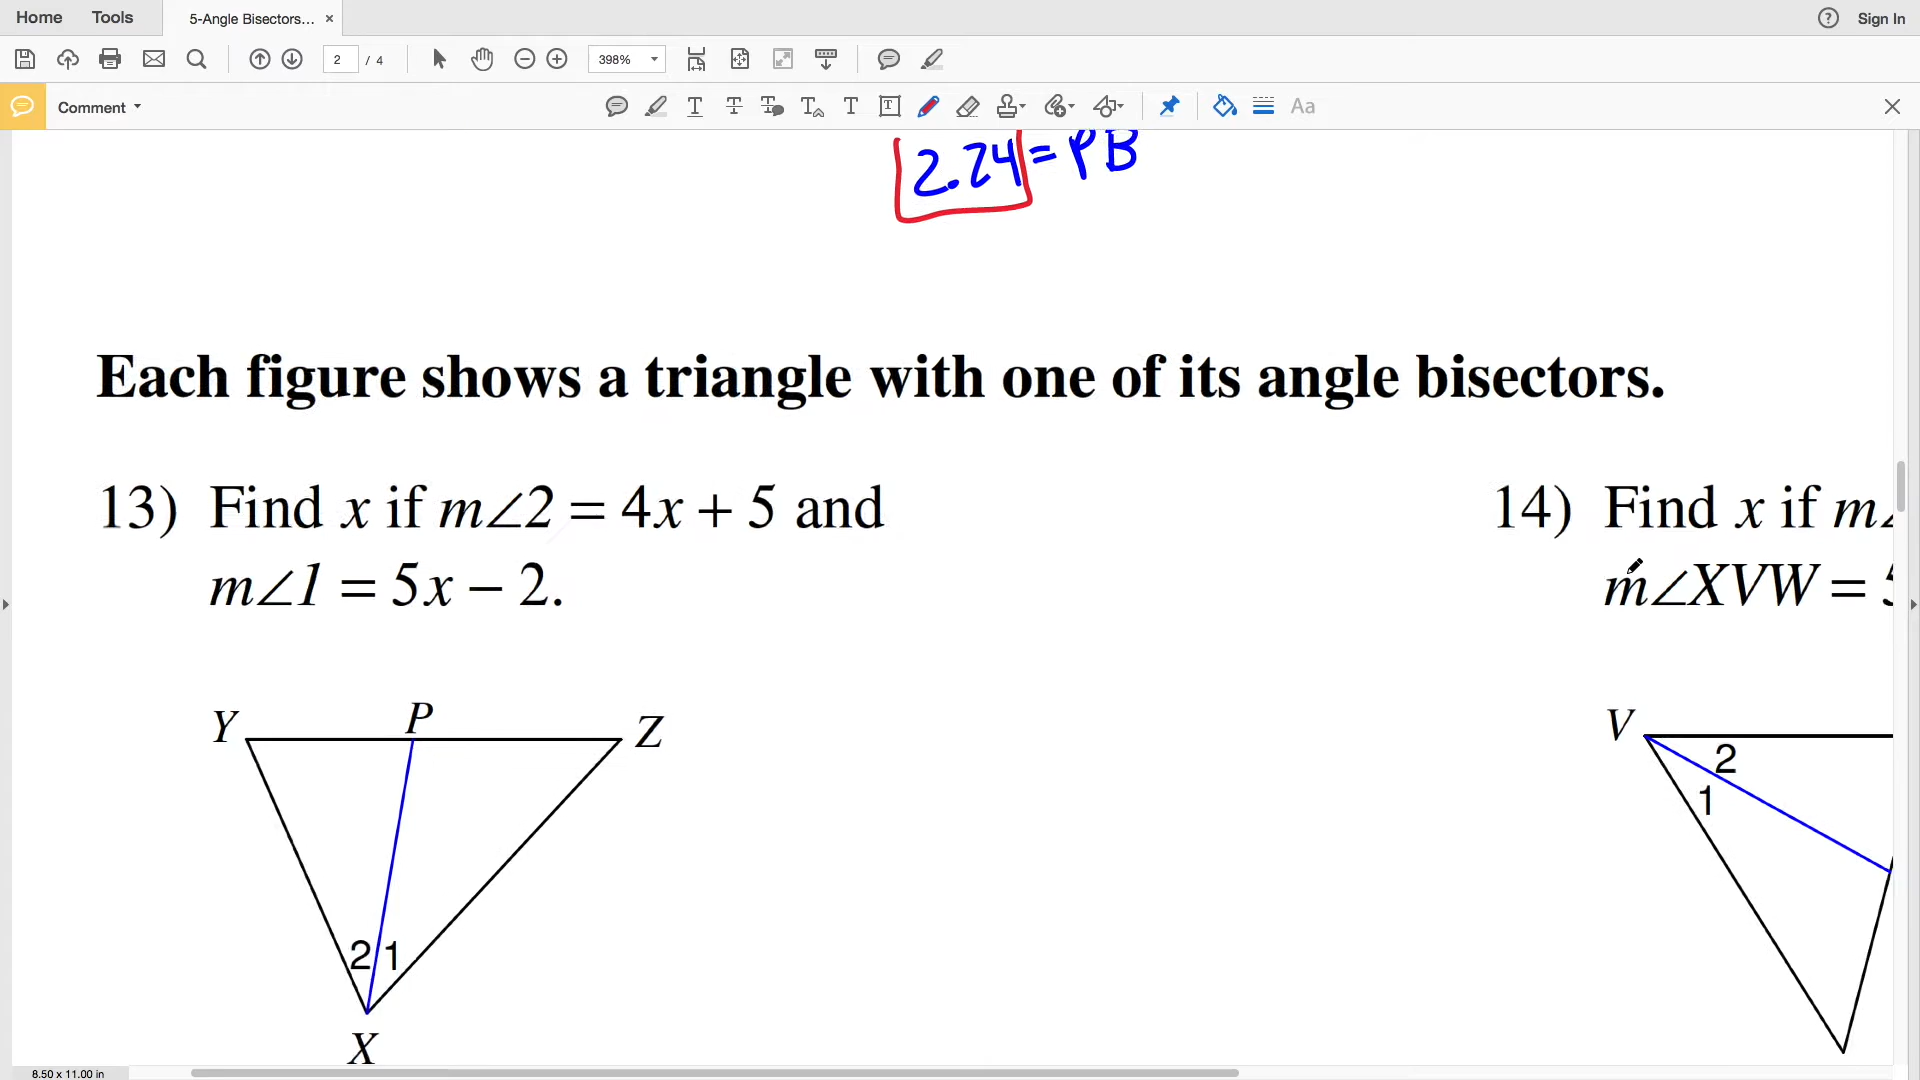 Home Tools 5-Angle Bisectors... × ? Sign In
2 / 4 398%
Comment T T T T T T Aa
2.24 = PB
Each figure shows a triangle with one of its angle bisectors.
13) Find x if m∠2 = 4x + 5 and
m∠1 = 5x − 2.
14) Find x if m∠
m∠XVW = 5
Y P Z
2 1
X
V
2
1
8.50 x 11.00 in